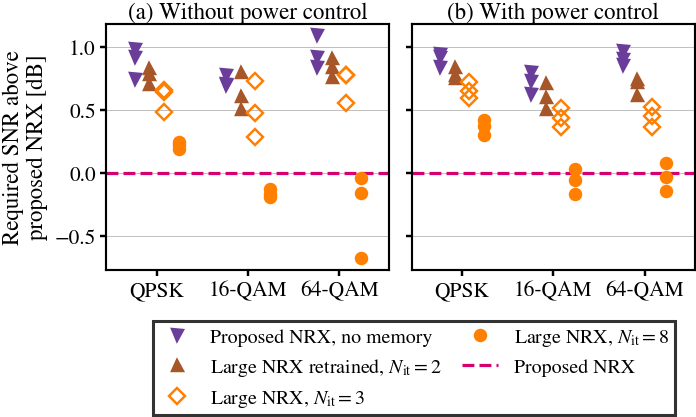 (a) Without power control
(b) With power control
Required SNR above
proposed NRX [dB]
1.0
0.5
0.0
−0.5
QPSK
16-QAM
64-QAM
QPSK
16-QAM
64-QAM
Proposed NRX, no memory
Large NRX retrained, Nit = 2
Large NRX, Nit = 3
Large NRX, Nit = 8
Proposed NRX